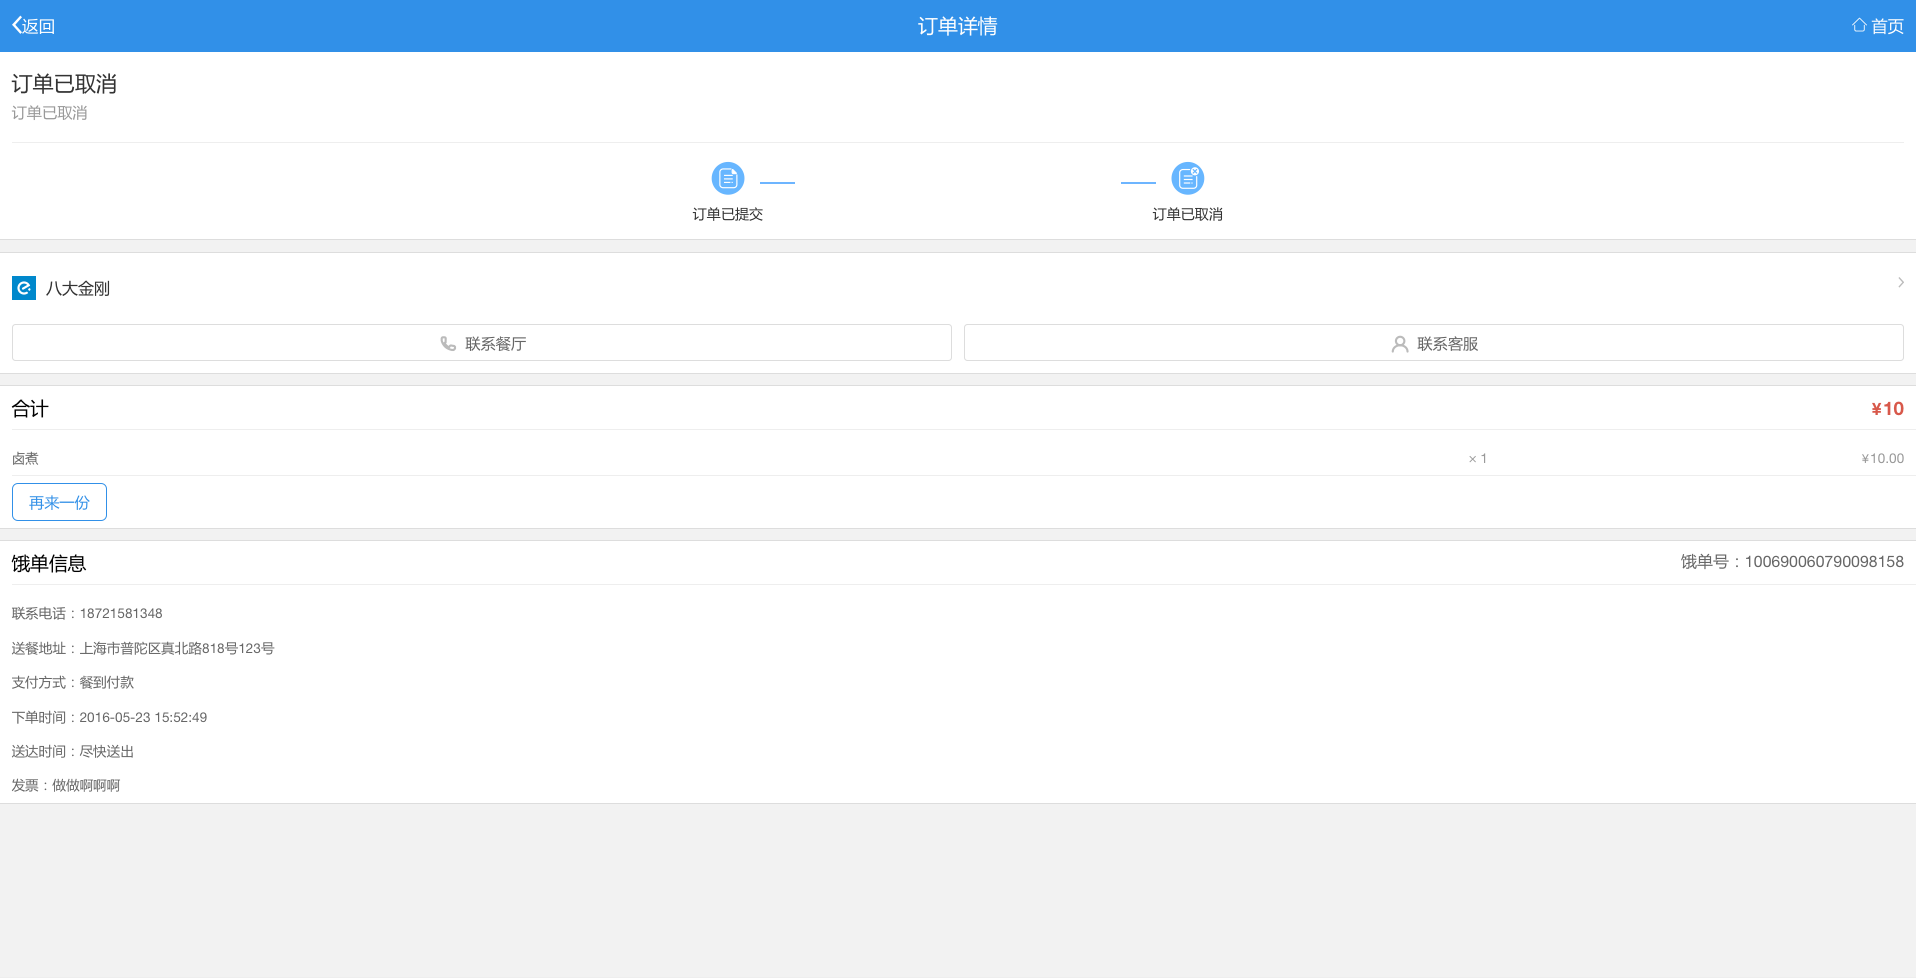 返回 订单详情 首页
订单已取消
订单已取消
订单已提交 订单已取消
八大金刚
联系餐厅 联系客服
合计 ¥10
卤煮 × 1 ¥10.00
再来一份
饿单信息 饿单号：100690060790098158
联系电话：18721581348
送餐地址：上海市普陀区真北路818号123号
支付方式：餐到付款
下单时间：2016-05-23 15:52:49
送达时间：尽快送出
发票：做做啊啊啊